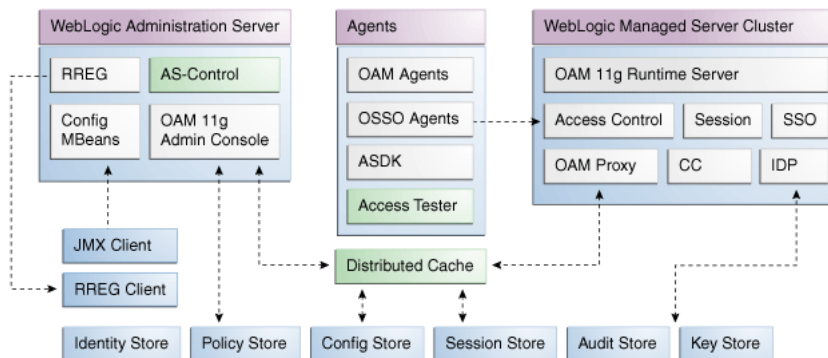 WebLogic Administration Server
RREG
AS-Control
Config
MBeans
OAM 11g
Admin Console
JMX Client
RREG Client
Agents
OAM Agents
OSSO Agents
ASDK
Access Tester
Distributed Cache
WebLogic Managed Server Cluster
OAM 11g Runtime Server
Access Control
Session
SSO
OAM Proxy
CC
IDP
Identity Store
Policy Store
Config Store
Session Store
Audit Store
Key Store